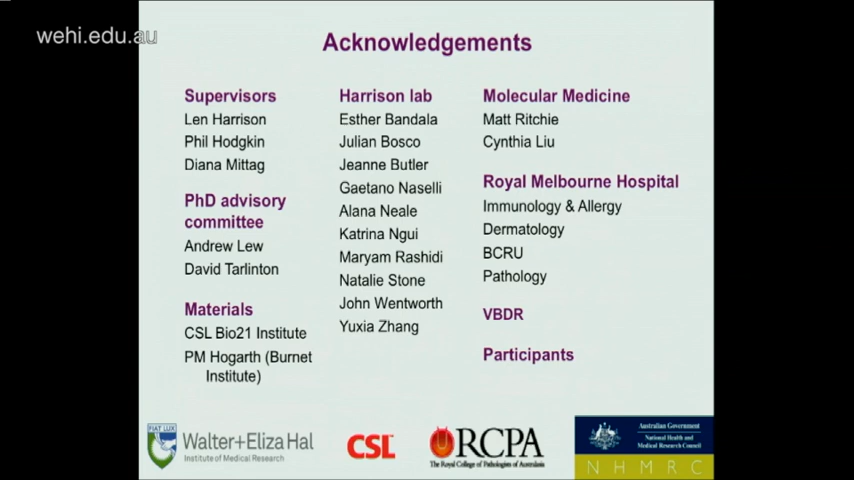 wehi.edu.au
Acknowledgements
Supervisors
Len Harrison
Phil Hodgkin
Diana Mittag
PhD advisory
committee
Andrew Lew
David Tarlinton
Materials
CSL Bio21 Institute
PM Hogarth (Burnet
Institute)
Harrison lab
Esther Bandala
Julian Bosco
Jeanne Butler
Gaetano Naselli
Alana Neale
Katrina Ngui
Maryam Rashidi
Natalie Stone
John Wentworth
Yuxia Zhang
Molecular Medicine
Matt Ritchie
Cynthia Liu
Royal Melbourne Hospital
Immunology & Allergy
Dermatology
BCRU
Pathology
VBDR
Participants
FIAT LUX
Walter+Eliza Hal
Institute of Medical Research
CSL
RCPA
The Royal College of Pathologists of Australasia
Australian Government
National Health and
Medical Research Council
NHMRC